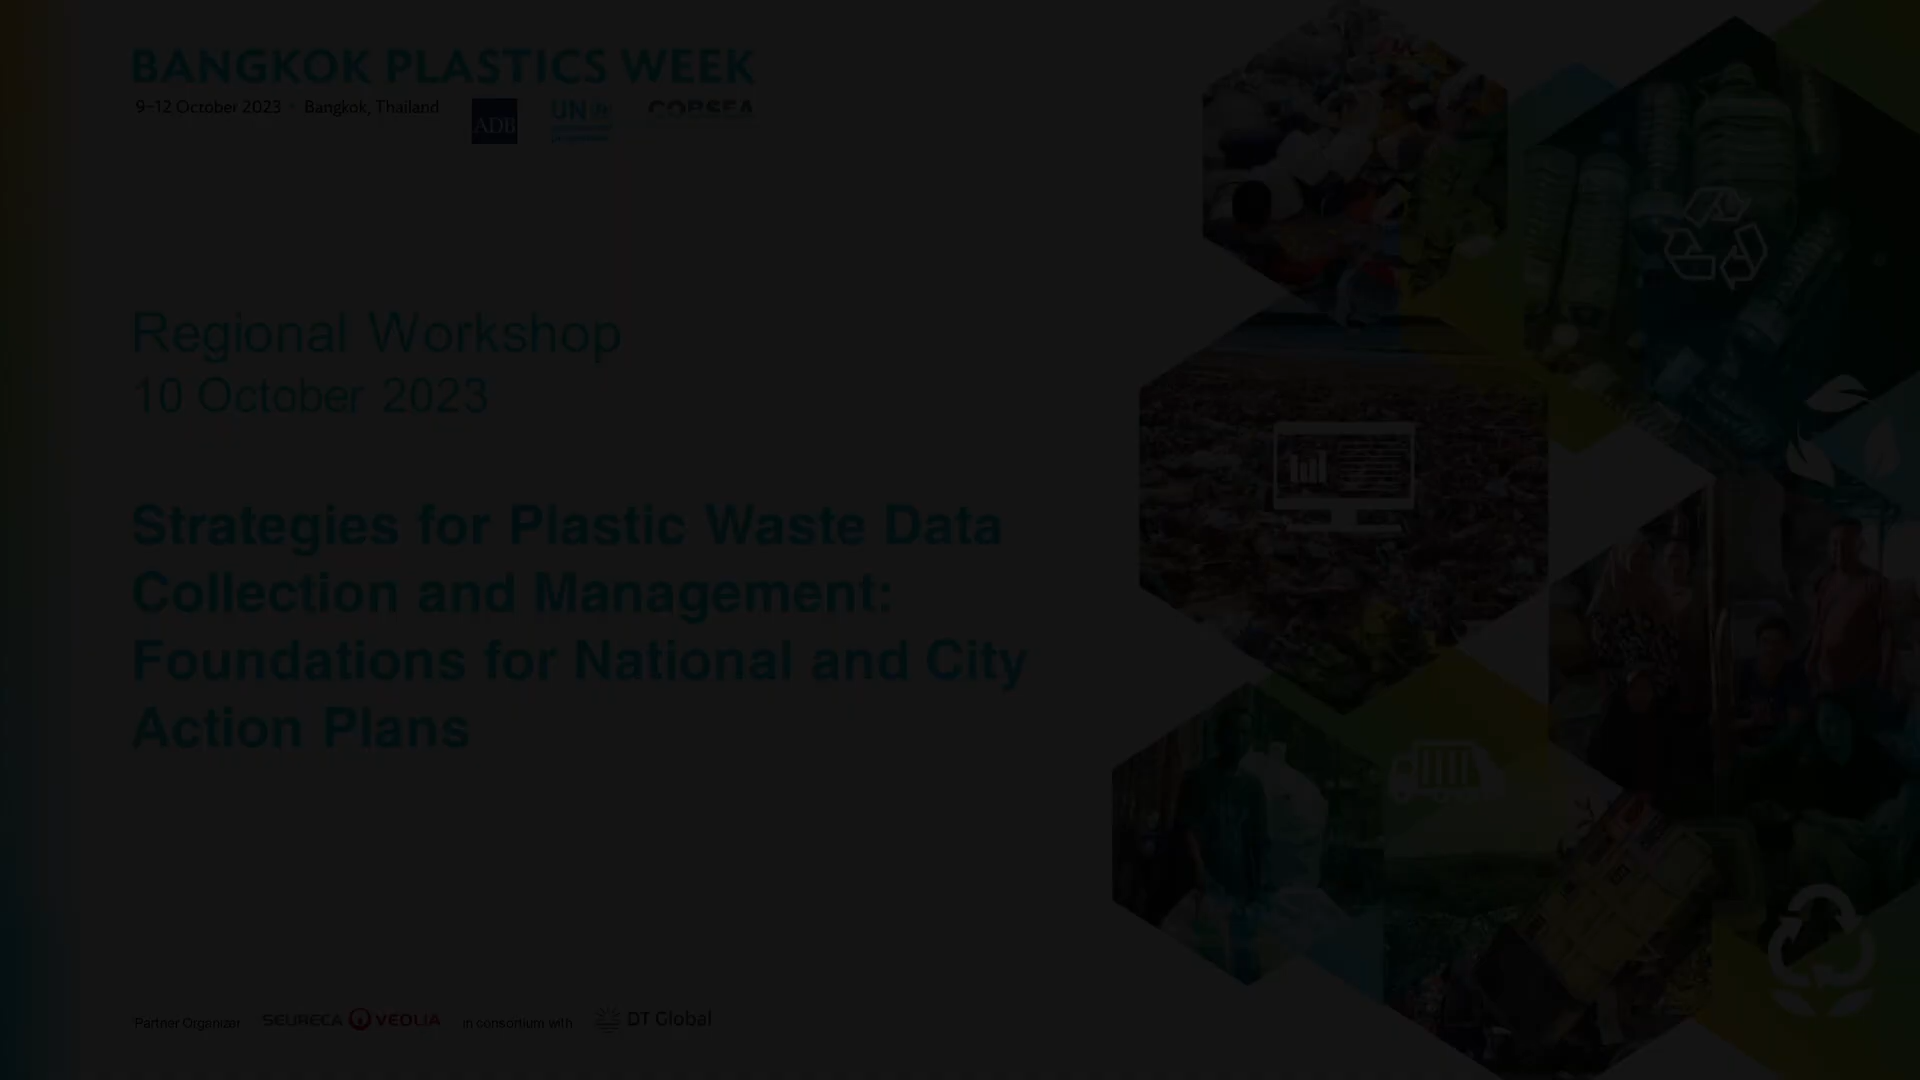 BANGKOK PLASTICS WEEK
9-12 October 2023 · Bangkok, Thailand
ADB
UN
COBSEA
Regional Workshop
10 October 2023
Strategies for Plastic Waste Data
Collection and Management:
Foundations for National and City
Action Plans
Partner Organizer SEURECA VEOLIA in consortium with DT Global